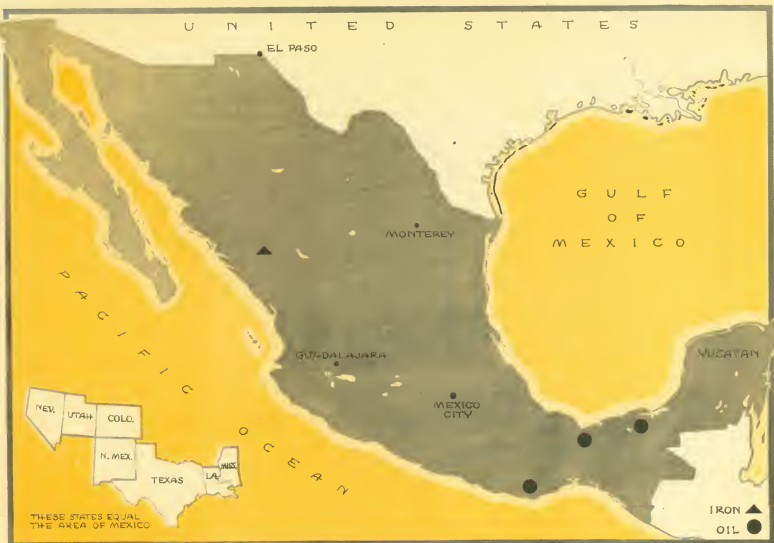 UNITED STATES
EL PASO
GULF
OF
MEXICO
MONTEREY
PACIFIC OCEAN
GUADALAJARA
YUCATAN
MEXICO
CITY
NEV.
UTAH
COLO.
N. MEX.
TEXAS
LA.
MISS.
THESE STATES EQUAL
THE AREA OF MEXICO
IRON
OIL